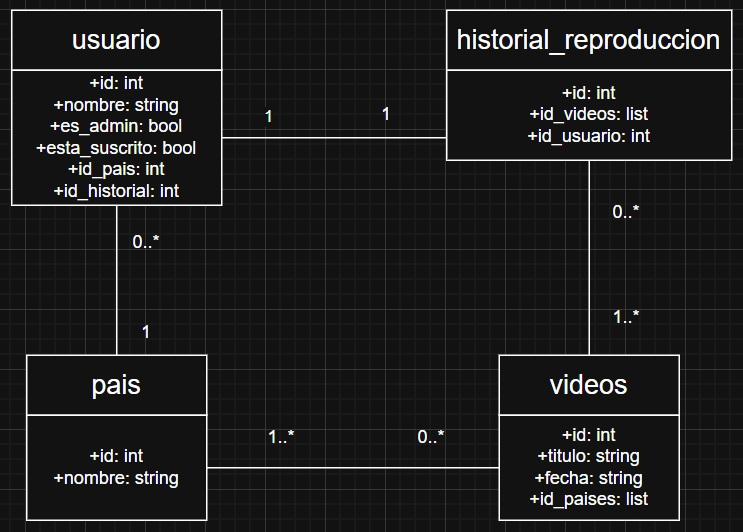 usuario
+id: int
+nombre: string
+es_admin: bool
+esta_suscrito: bool
+id_pais: int
+id_historial: int
1
1
historial_reproduccion
+id: int
+id_videos: list
+id_usuario: int
0..*
1
0..*
1..*
pais
+id: int
+nombre: string
1..*
0..*
videos
+id: int
+titulo: string
+fecha: string
+id_paises: list